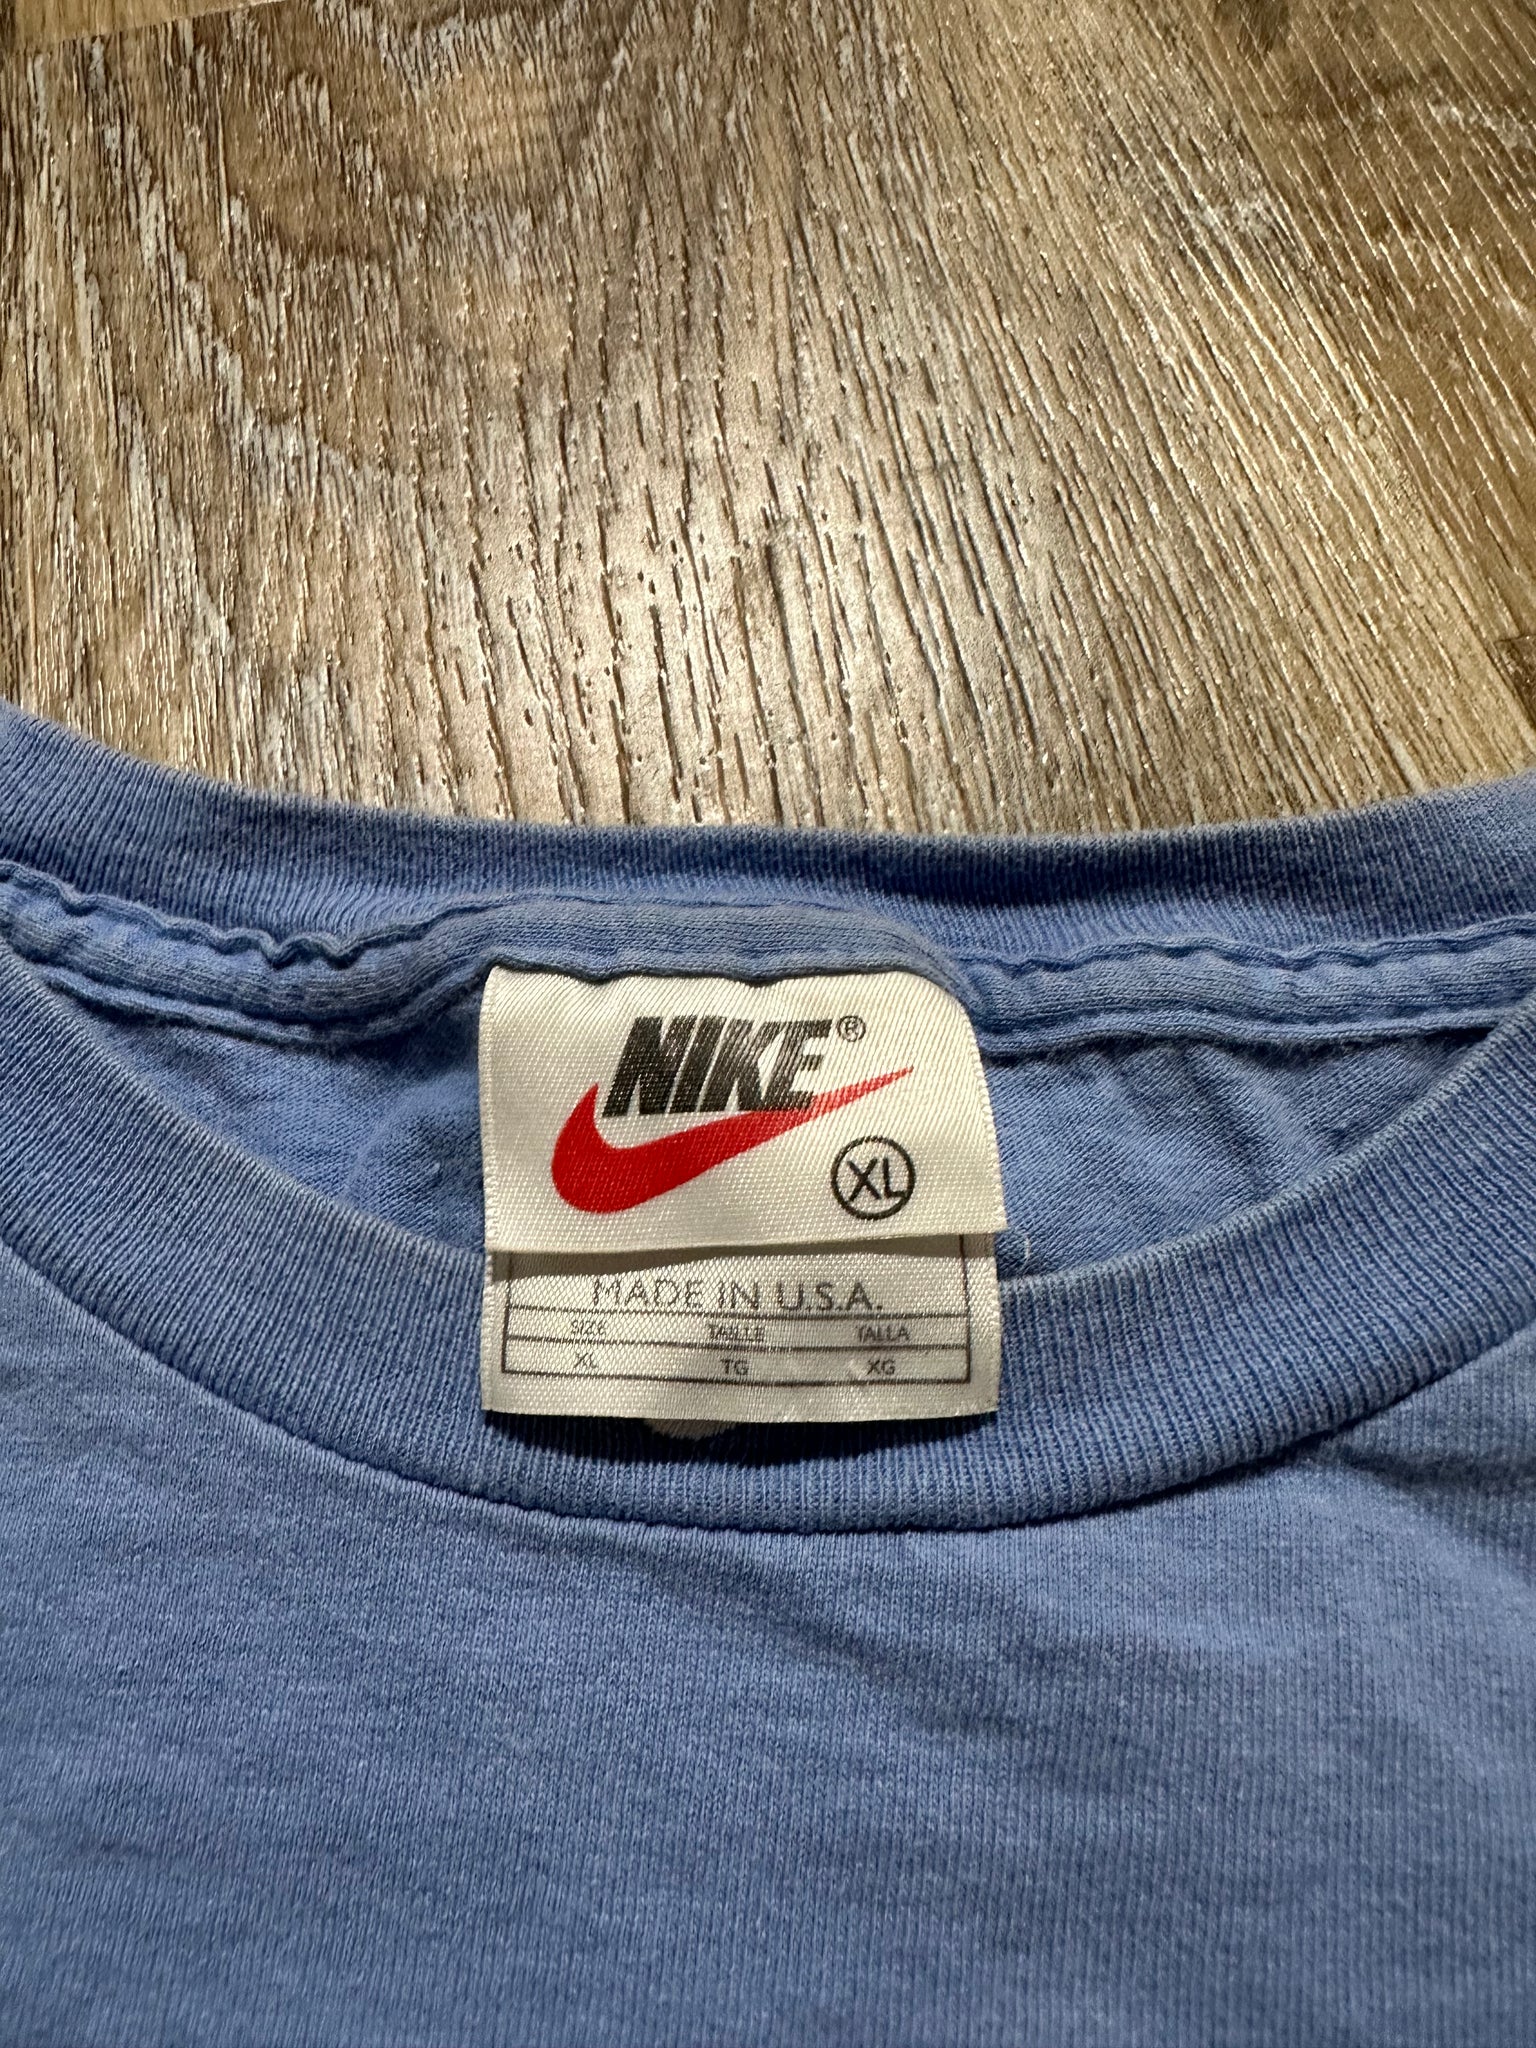 NIKE®
XL
MADE IN U.S.A.
SIZE TAILLE TALLA
XL TG XG